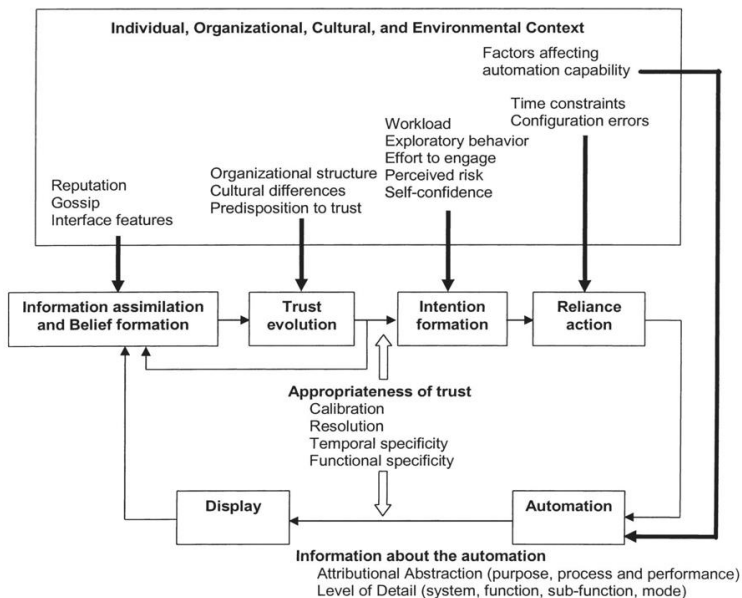 Individual, Organizational, Cultural, and Environmental Context
Factors affecting
automation capability
Time constraints
Configuration errors
Workload
Exploratory behavior
Effort to engage
Perceived risk
Self-confidence
Organizational structure
Cultural differences
Predisposition to trust
Reputation
Gossip
Interface features
Information assimilation
and Belief formation
Trust
evolution
Intention
formation
Reliance
action
Appropriateness of trust
Calibration
Resolution
Temporal specificity
Functional specificity
Display
Automation
Information about the automation
Attributional Abstraction (purpose, process and performance)
Level of Detail (system, function, sub-function, mode)